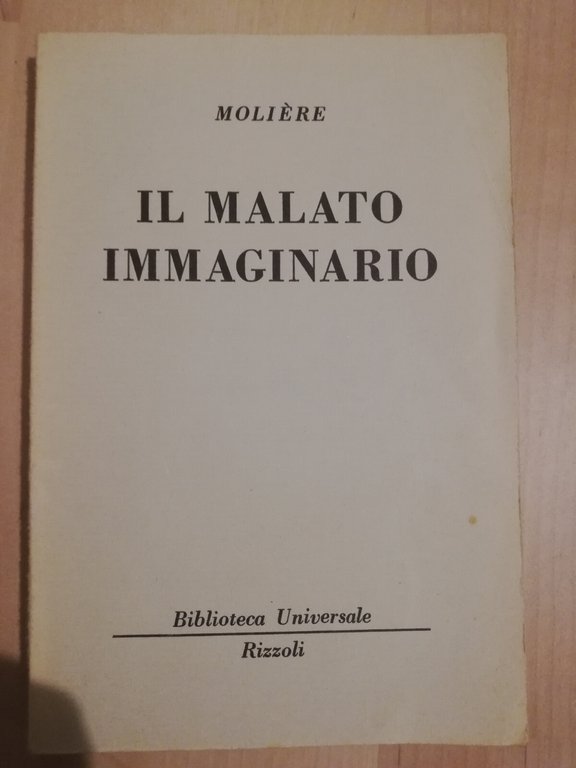 MOLIÈRE
IL MALATO
IMMAGINARIO
Biblioteca Universale
Rizzoli